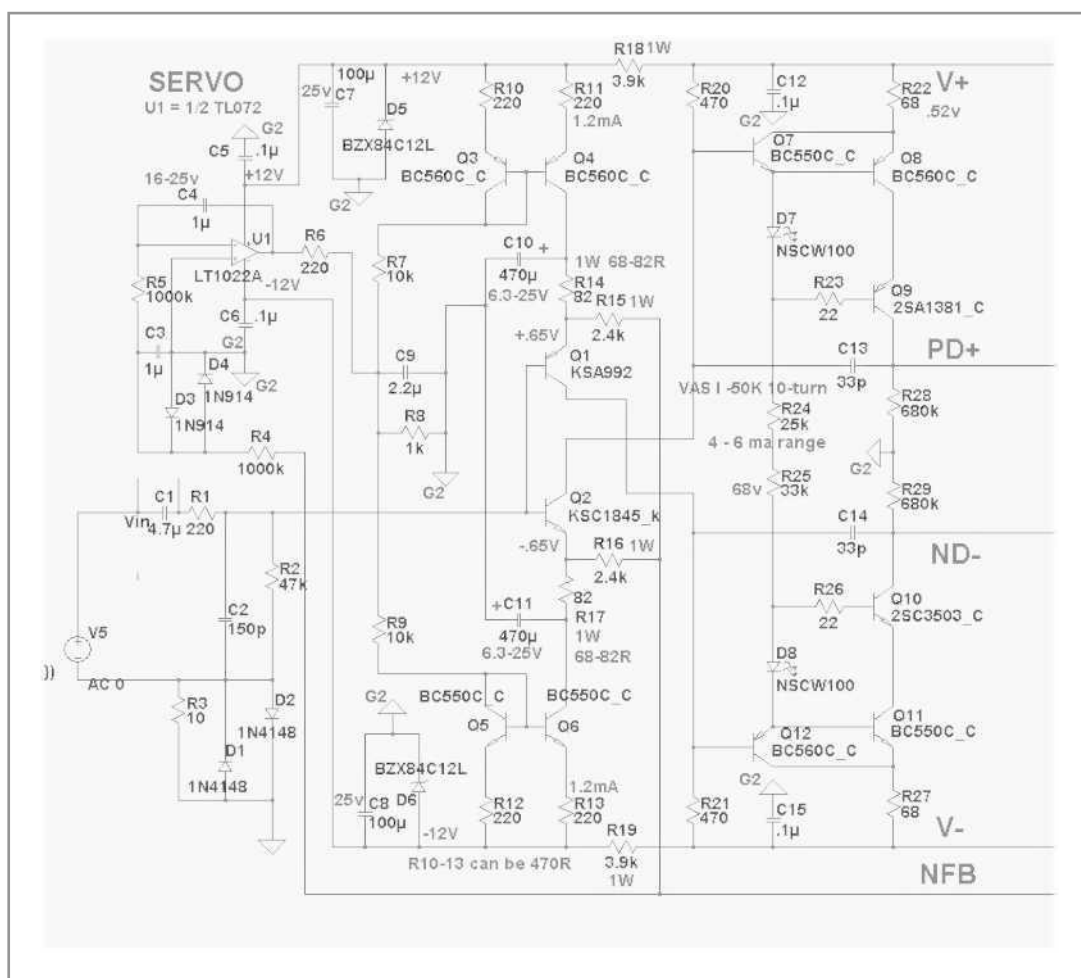 SERVO
U1 = 1/2 TL072
G2
C5
.1µ
+12V
16-25v
C4
1µ
U1
LT1022A
-12V
R5
1000k
C6
.1µ
G2
C3
1µ
D4
1N914
G2
D3
1N914
R4
1000k
R6
220
100µ
25v
C7
+12V
D5
BZX84C12L
G2
R10
220
R11
220
1.2mA
Q3
BC560C_C
Q4
BC560C_C
R18
1W
3.9k
R7
10k
C10
+
470µ
6.3-25V
1W 68-82R
R14
82
R15
1W
2.4k
+.65V
Q1
KSA992
C9
2.2µ
R8
1k
G2
Q2
KSC1845_k
-.65V
R16
1W
2.4k
82
R17
1W
68-82R
C11
+
470µ
6.3-25V
R9
10k
Vin
C1
4.7µ
R1
220
R2
47k
C2
150p
V5
))
AC 0
R3
10
D2
1N4148
D1
1N4148
G2
BC550C_C
Q5
BC550C_C
Q6
BZX84C12L
D6
25v
C8
100µ
-12V
R12
220
1.2mA
R13
220
R10-13 can be 470R
R19
3.9k
1W
R20
470
C12
.1µ
G2
R22
68
.52v
V+
Q7
BC550C_C
Q8
BC560C_C
D7
NSCW100
R23
22
Q9
2SA1381_C
C13
33p
PD+
VAS I -50K 10-turn
R24
25k
4 - 6 ma range
R28
680k
G2
68v
R25
33k
R29
680k
C14
33p
ND-
R26
22
Q10
2SC3503_C
D8
NSCW100
Q12
BC560C_C
Q11
BC550C_C
G2
R21
470
C15
.1µ
R27
68
V-
NFB